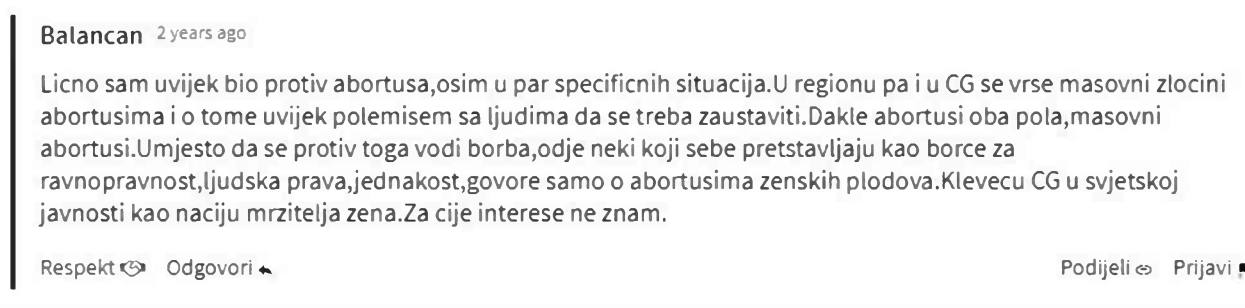 Balancan 2 years ago
Licno sam uvijek bio protiv abortusa,osim u par specificnih situacija.U regionu pa i u CG se vrse masovni zlocini
abortusima i o tome uvijek polemisem sa ljudima da se treba zaustaviti.Dakle abortusi oba pola,masovni
abortusi.Umjesto da se protiv toga vodi borba,odje neki koji sebe pretstavljaju kao borce za
ravnopravnost,ljudska prava,jednakost,govore samo o abortusima zenskih plodova.Klevecu CG u svjetskoj
javnosti kao naciju mrzitelja zena.Za cije interese ne znam.
Respekt Odgovori Podijeli Prijavi